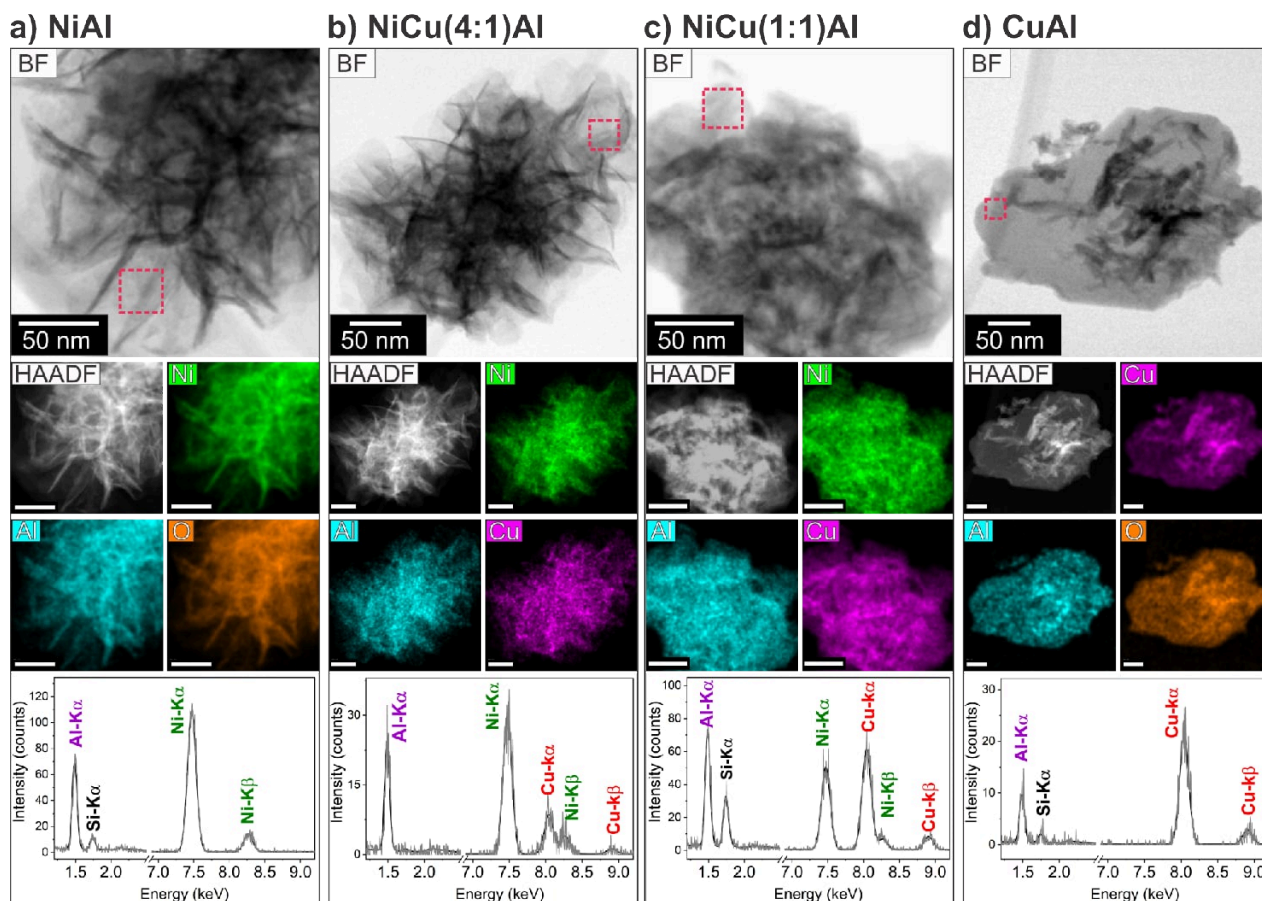 a) NiAl
BF
50 nm
HAADF
Ni
Al
O
Intensity (counts)
120
100
80
60
40
20
0
Al-Kα
Si-Kα
Ni-Kα
Ni-Kβ
1.5 2.0 7.0 7.5 8.0 8.5 9.0
Energy (keV)
b) NiCu(4:1)Al
BF
50 nm
HAADF
Ni
Al
Cu
Intensity (counts)
30
15
0
Al-Kα
Ni-Kα
Cu-kα
Ni-Kβ
Cu-kβ
1.5 2.0 7.0 7.5 8.0 8.5 9.0
Energy (keV)
c) NiCu(1:1)Al
BF
50 nm
HAADF
Ni
Al
Cu
Intensity (counts)
100
80
60
40
20
0
Al-Kα
Si-Kα
Ni-Kα
Cu-kα
Ni-Kβ
Cu-kβ
1.5 2.0 7.0 7.5 8.0 8.5 9.0
Energy (keV)
d) CuAl
BF
50 nm
HAADF
Cu
Al
O
Intensity (counts)
30
20
10
0
Al-Kα
Si-Kα
Cu-kα
Cu-kβ
1.5 2.0 7.0 7.5 8.0 8.5 9.0
Energy (keV)